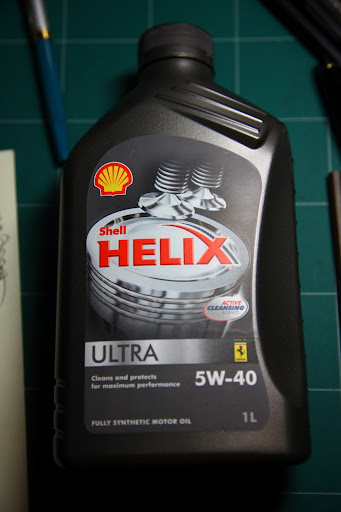 Shell
HELIX
ACTIVE
CLEANSING
ULTRA
Cleans and protects
for maximum performance
5W-40
FULLY SYNTHETIC MOTOR OIL
1L